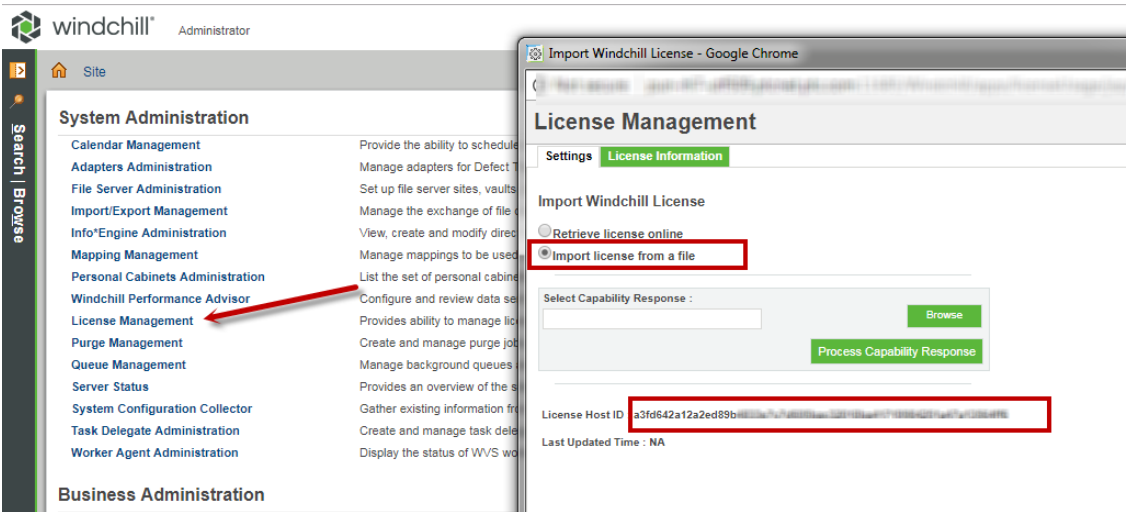 windchill® Administrator
Site
Search | Browse
System Administration
Calendar Management Provide the ability to schedule
Adapters Administration Manage adapters for Defect T
File Server Administration Set up file server sites, vaults
Import/Export Management Manage the exchange of file
Info*Engine Administration View, create and modify direc
Mapping Management Manage mappings to be used
Personal Cabinets Administration List the set of personal cabine
Windchill Performance Advisor Configure and review data se
License Management Provides ability to manage lic
Purge Management Create and manage purge job
Queue Management Manage background queues
Server Status Provides an overview of the s
System Configuration Collector Gather existing information fro
Task Delegate Administration Create and manage task dele
Worker Agent Administration Display the status of WVS wo
Business Administration
Import Windchill License - Google Chrome
License Management
Settings License Information
Import Windchill License
Retrieve license online
Import license from a file
Select Capability Response :
Browse
Process Capability Response
License Host ID a3fd642a12a2ed89b
Last Updated Time : NA